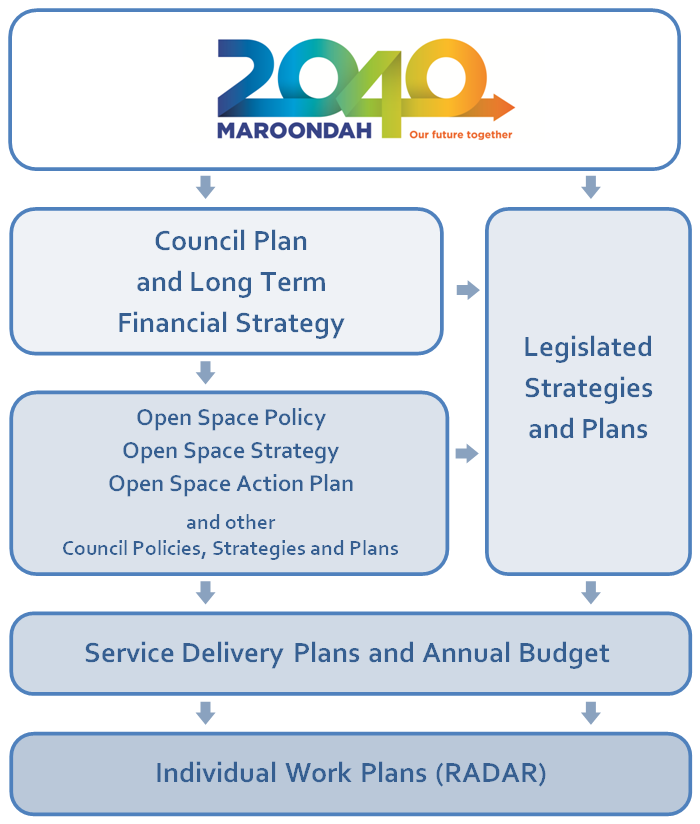 2040
MAROONDAH Our future together
Council Plan
and Long Term
Financial Strategy
Legislated
Strategies
and Plans
Open Space Policy
Open Space Strategy
Open Space Action Plan
and other
Council Policies, Strategies and Plans
Service Delivery Plans and Annual Budget
Individual Work Plans (RADAR)